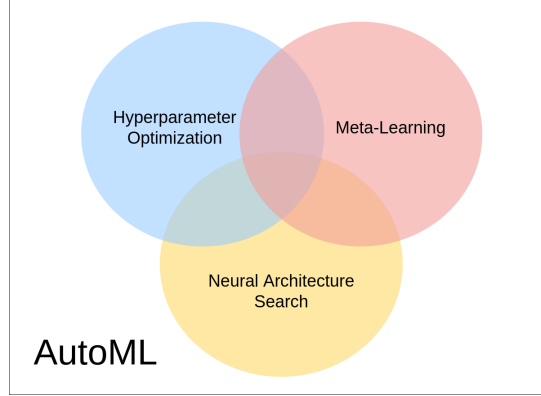 Hyperparameter
Optimization
Meta-Learning
Neural Architecture
Search
AutoML